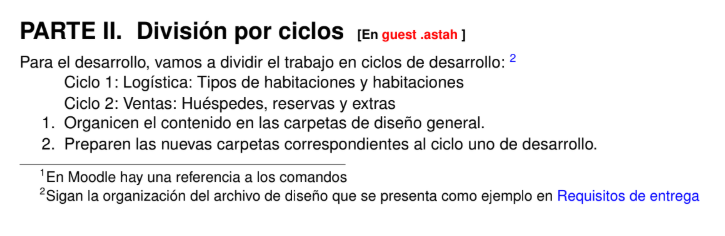 PARTE II. División por ciclos [En guest .astah ]
Para el desarrollo, vamos a dividir el trabajo en ciclos de desarrollo: 2
Ciclo 1: Logística: Tipos de habitaciones y habitaciones
Ciclo 2: Ventas: Huéspedes, reservas y extras
1. Organicen el contenido en las carpetas de diseño general.
2. Preparen las nuevas carpetas correspondientes al ciclo uno de desarrollo.
1En Moodle hay una referencia a los comandos
2Sigan la organización del archivo de diseño que se presenta como ejemplo en Requisitos de entrega